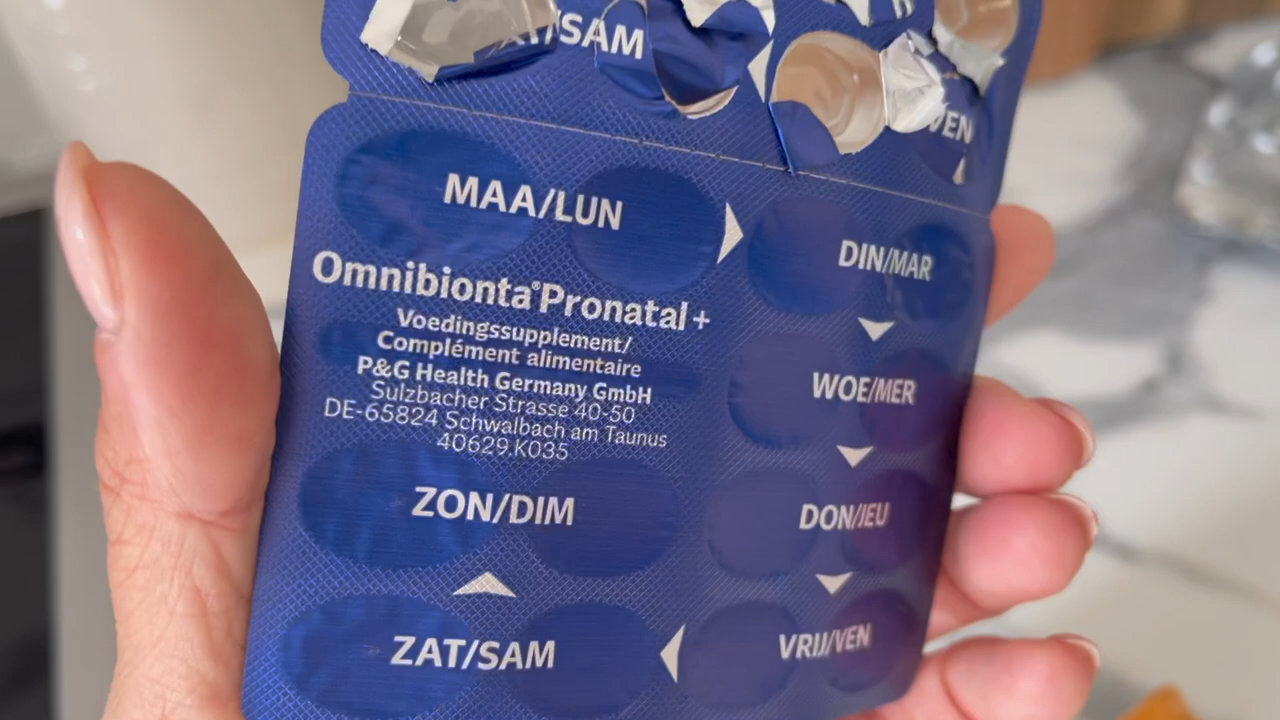 /SAM
VEN
MAA/LUN
DIN/MAR
Omnibionta®Pronatal+
Voedingssupplement/
Complément alimentaire
P&G Health Germany GmbH
Sulzbacher Strasse 40-50
DE-65824 Schwalbach am Taunus
40629.K035
WOE/MER
ZON/DIM
DON/JEU
ZAT/SAM
VRIJ/VEN